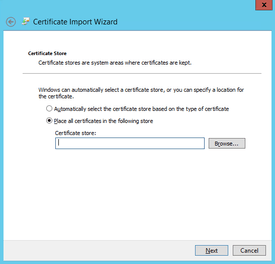 Certificate Import Wizard
Certificate Store
Certificate stores are system areas where certificates are kept.
Windows can automatically select a certificate store, or you can specify a location for
the certificate.
Automatically select the certificate store based on the type of certificate
Place all certificates in the following store
Certificate store:
Browse...
Next
Cancel